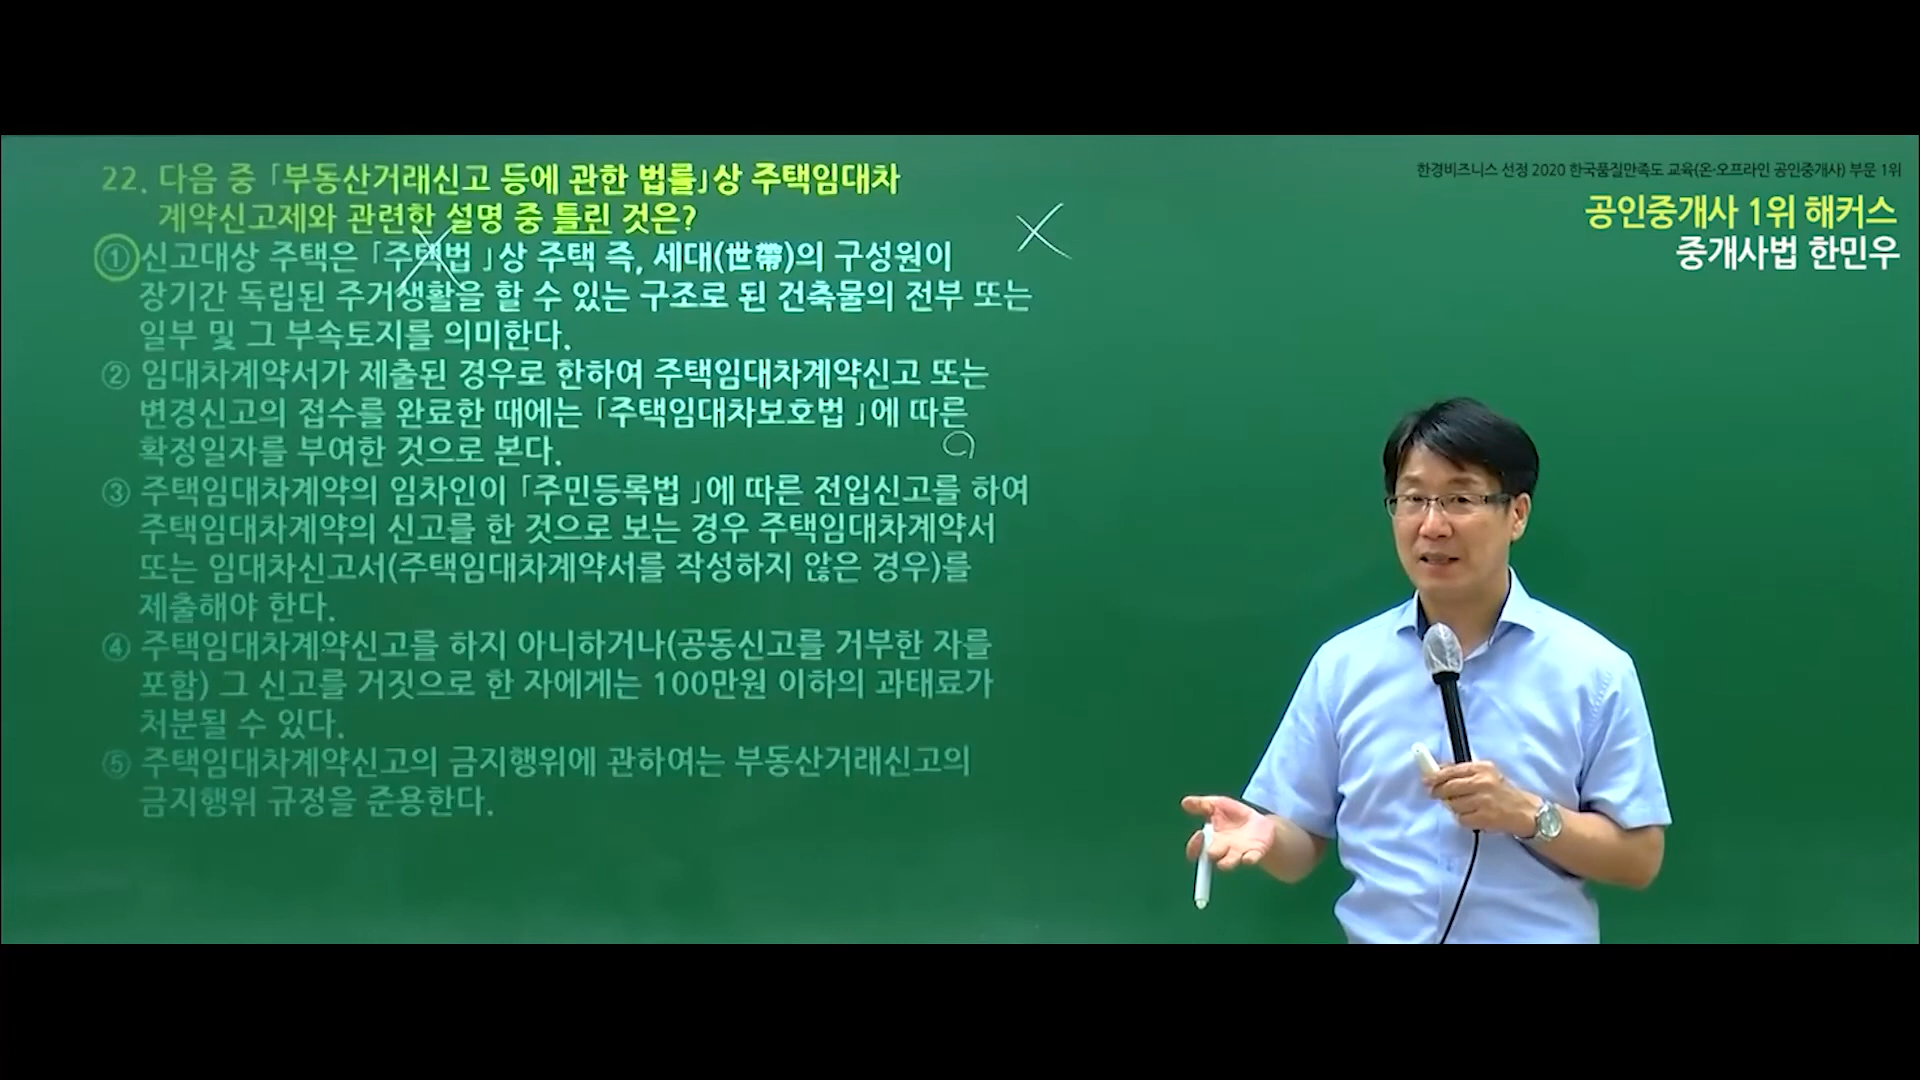 22. 다음 중 「부동산거래신고 등에 관한 법률」상 주택임대차
계약신고제와 관련한 설명 중 틀린 것은?
① 신고대상 주택은 「주택법」상 주택 즉, 세대(世帶)의 구성원이
장기간 독립된 주거생활을 할 수 있는 구조로 된 건축물의 전부 또는
일부 및 그 부속토지를 의미한다.
② 임대차계약서가 제출된 경우로 한하여 주택임대차계약신고 또는
변경신고의 접수를 완료한 때에는 「주택임대차보호법」에 따른
확정일자를 부여한 것으로 본다.
③ 주택임대차계약의 임차인이 「주민등록법」에 따른 전입신고를 하여
주택임대차계약의 신고를 한 것으로 보는 경우 주택임대차계약서
또는 임대차신고서(주택임대차계약서를 작성하지 않은 경우)를
제출해야 한다.
④ 주택임대차계약신고를 하지 아니하거나(공동신고를 거부한 자를
포함) 그 신고를 거짓으로 한 자에게는 100만원 이하의 과태료가
처분될 수 있다.
⑤ 주택임대차계약신고의 금지행위에 관하여는 부동산거래신고의
금지행위 규정을 준용한다.
한경비즈니스 선정 2020 한국품질만족도 교육(온·오프라인 공인중개사) 부문 1위
공인중개사 1위 해커스
중개사법 한민우